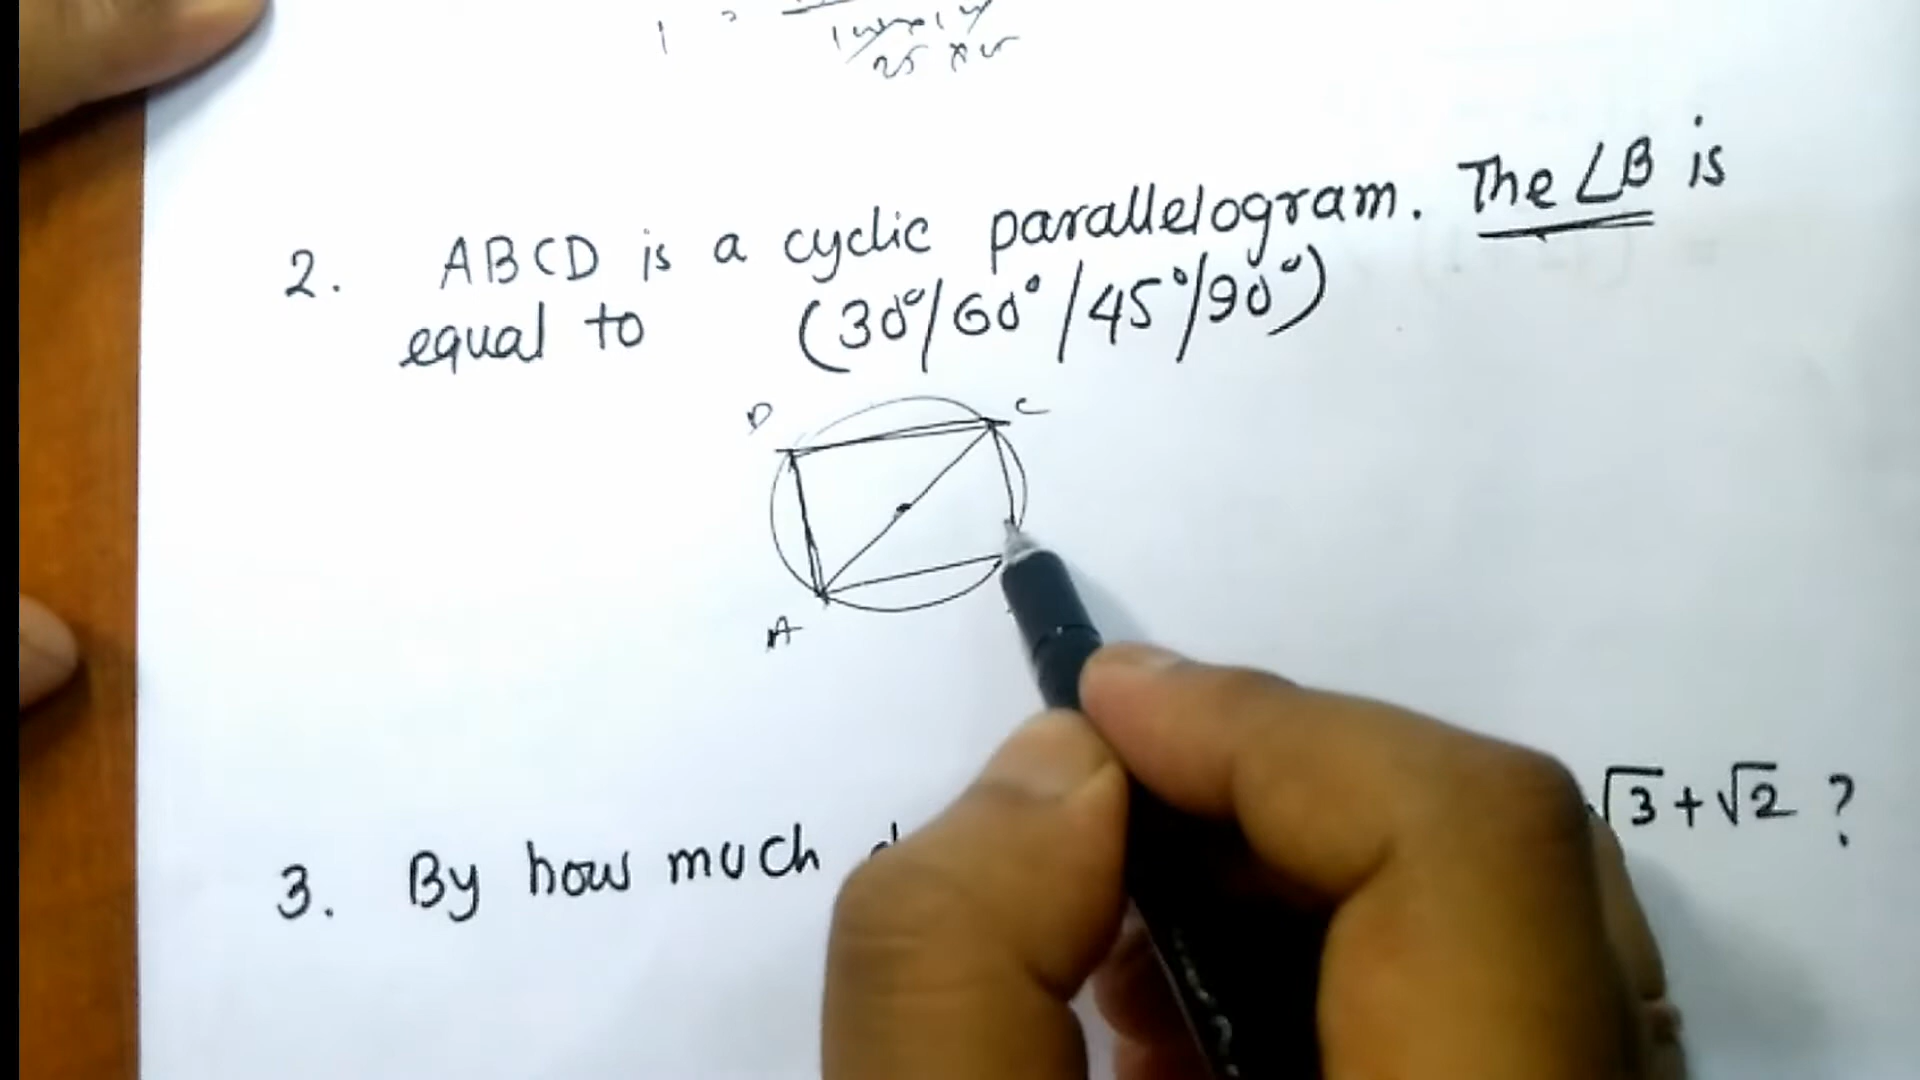 2. ABCD is a cyclic parallelogram. The ∠B is
equal to (30°/60°/45°/90°)
D C
A
3. By how much √3+√2 ?